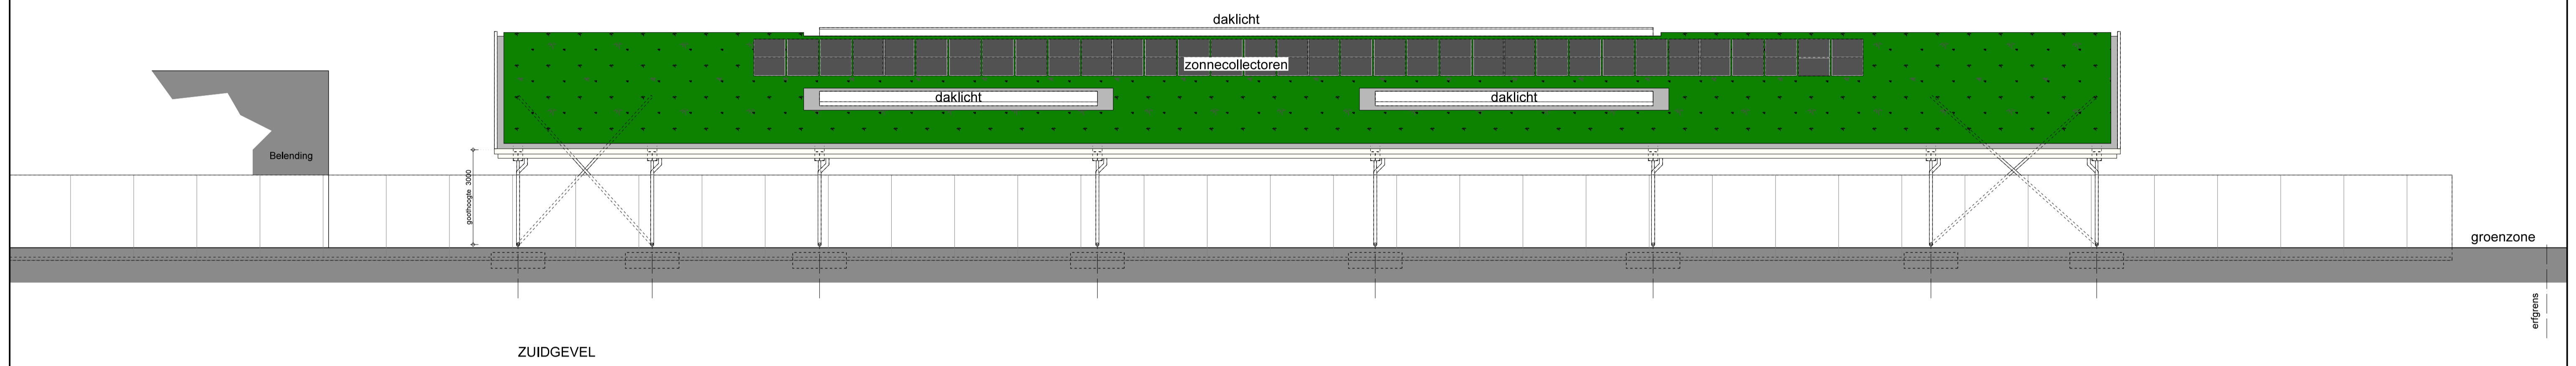 daklicht
zonnecollectoren
daklicht
daklicht
Belending
goothoogte 3000
groenzone
erfgrens
ZUIDGEVEL